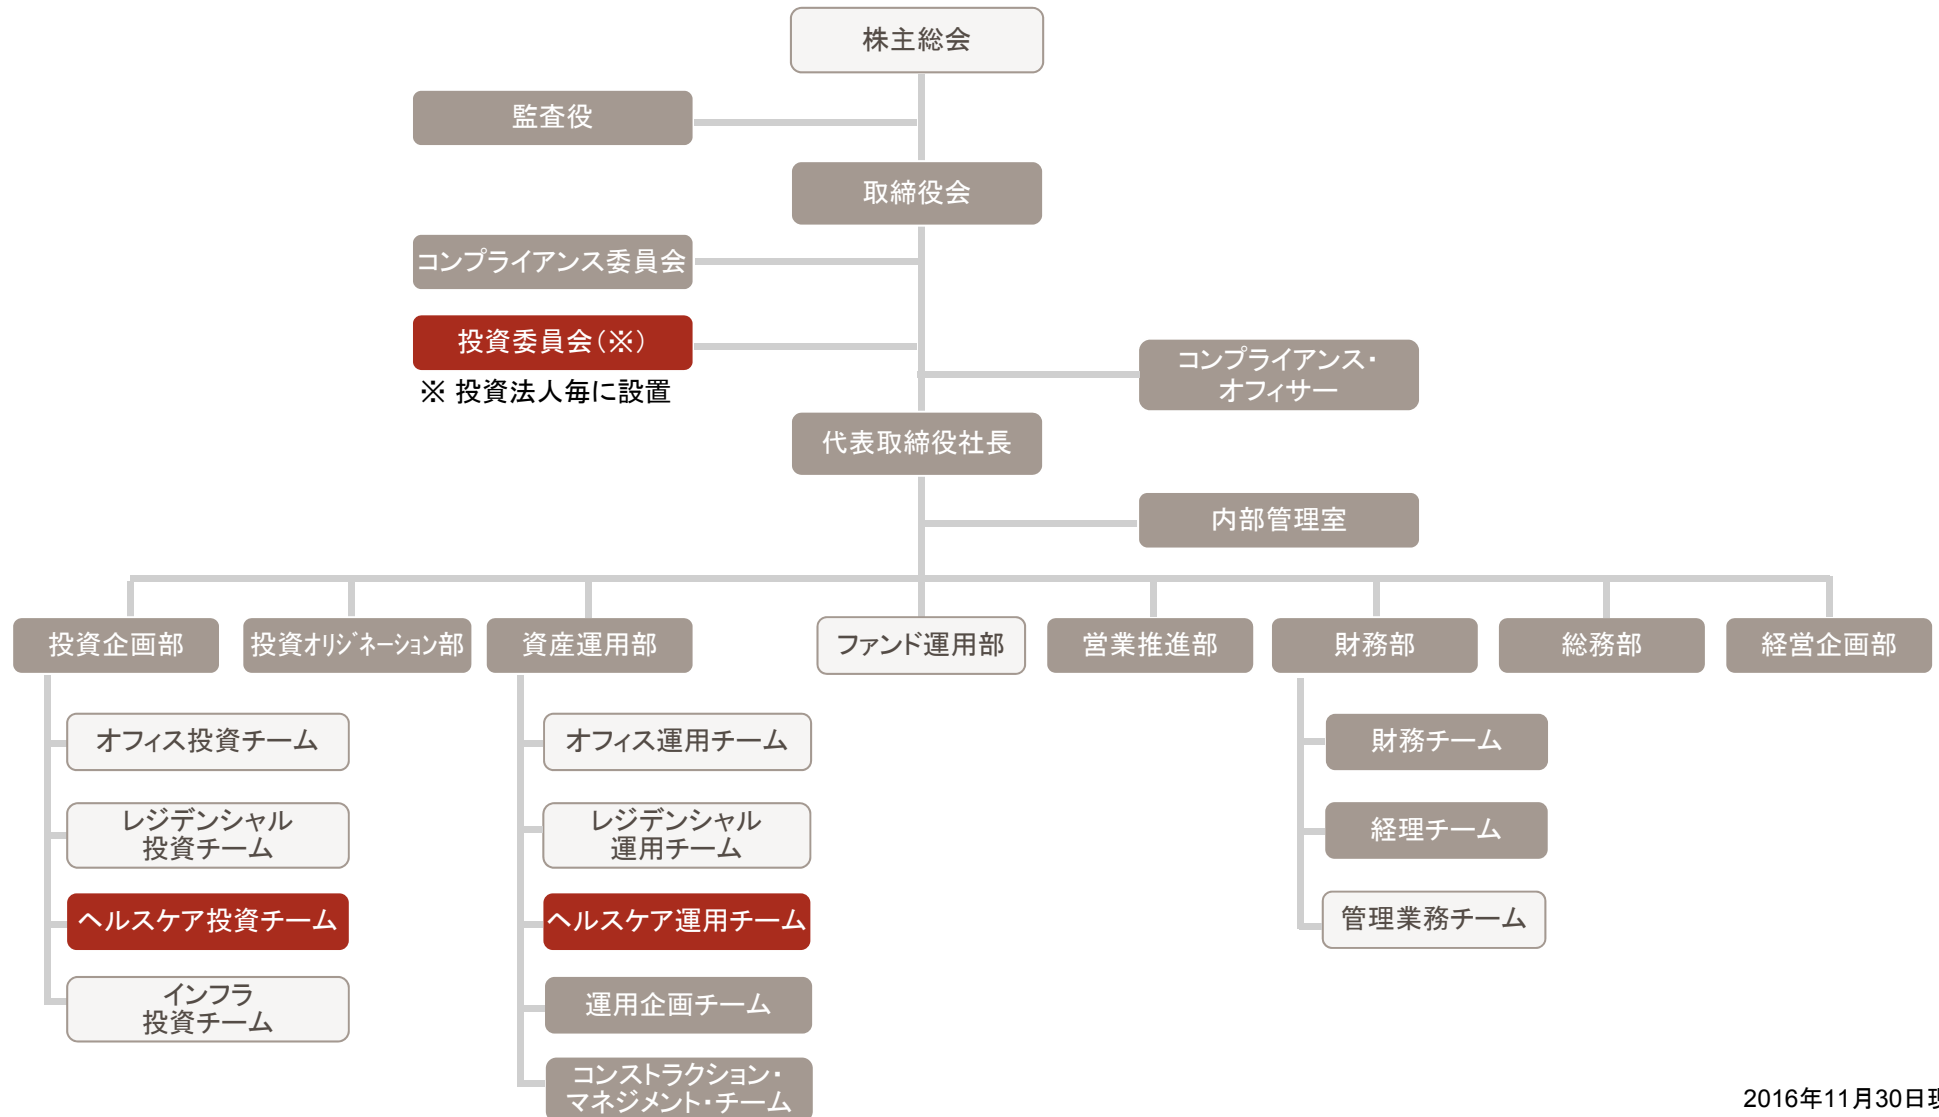 株主総会
監査役
取締役会
コンプライアンス委員会
投資委員会(※)
※ 投資法人毎に設置
コンプライアンス・
オフィサー
代表取締役社長
内部管理室
投資企画部
投資ｵﾘｼﾞﾈｰｼｮﾝ部
資産運用部
ファンド運用部
営業推進部
財務部
総務部
経営企画部
オフィス投資チーム
オフィス運用チーム
財務チーム
レジデンシャル
投資チーム
レジデンシャル
運用チーム
経理チーム
ヘルスケア投資チーム
ヘルスケア運用チーム
管理業務チーム
インフラ
投資チーム
運用企画チーム
コンストラクション・
マネジメント・チーム
2016年11月30日現